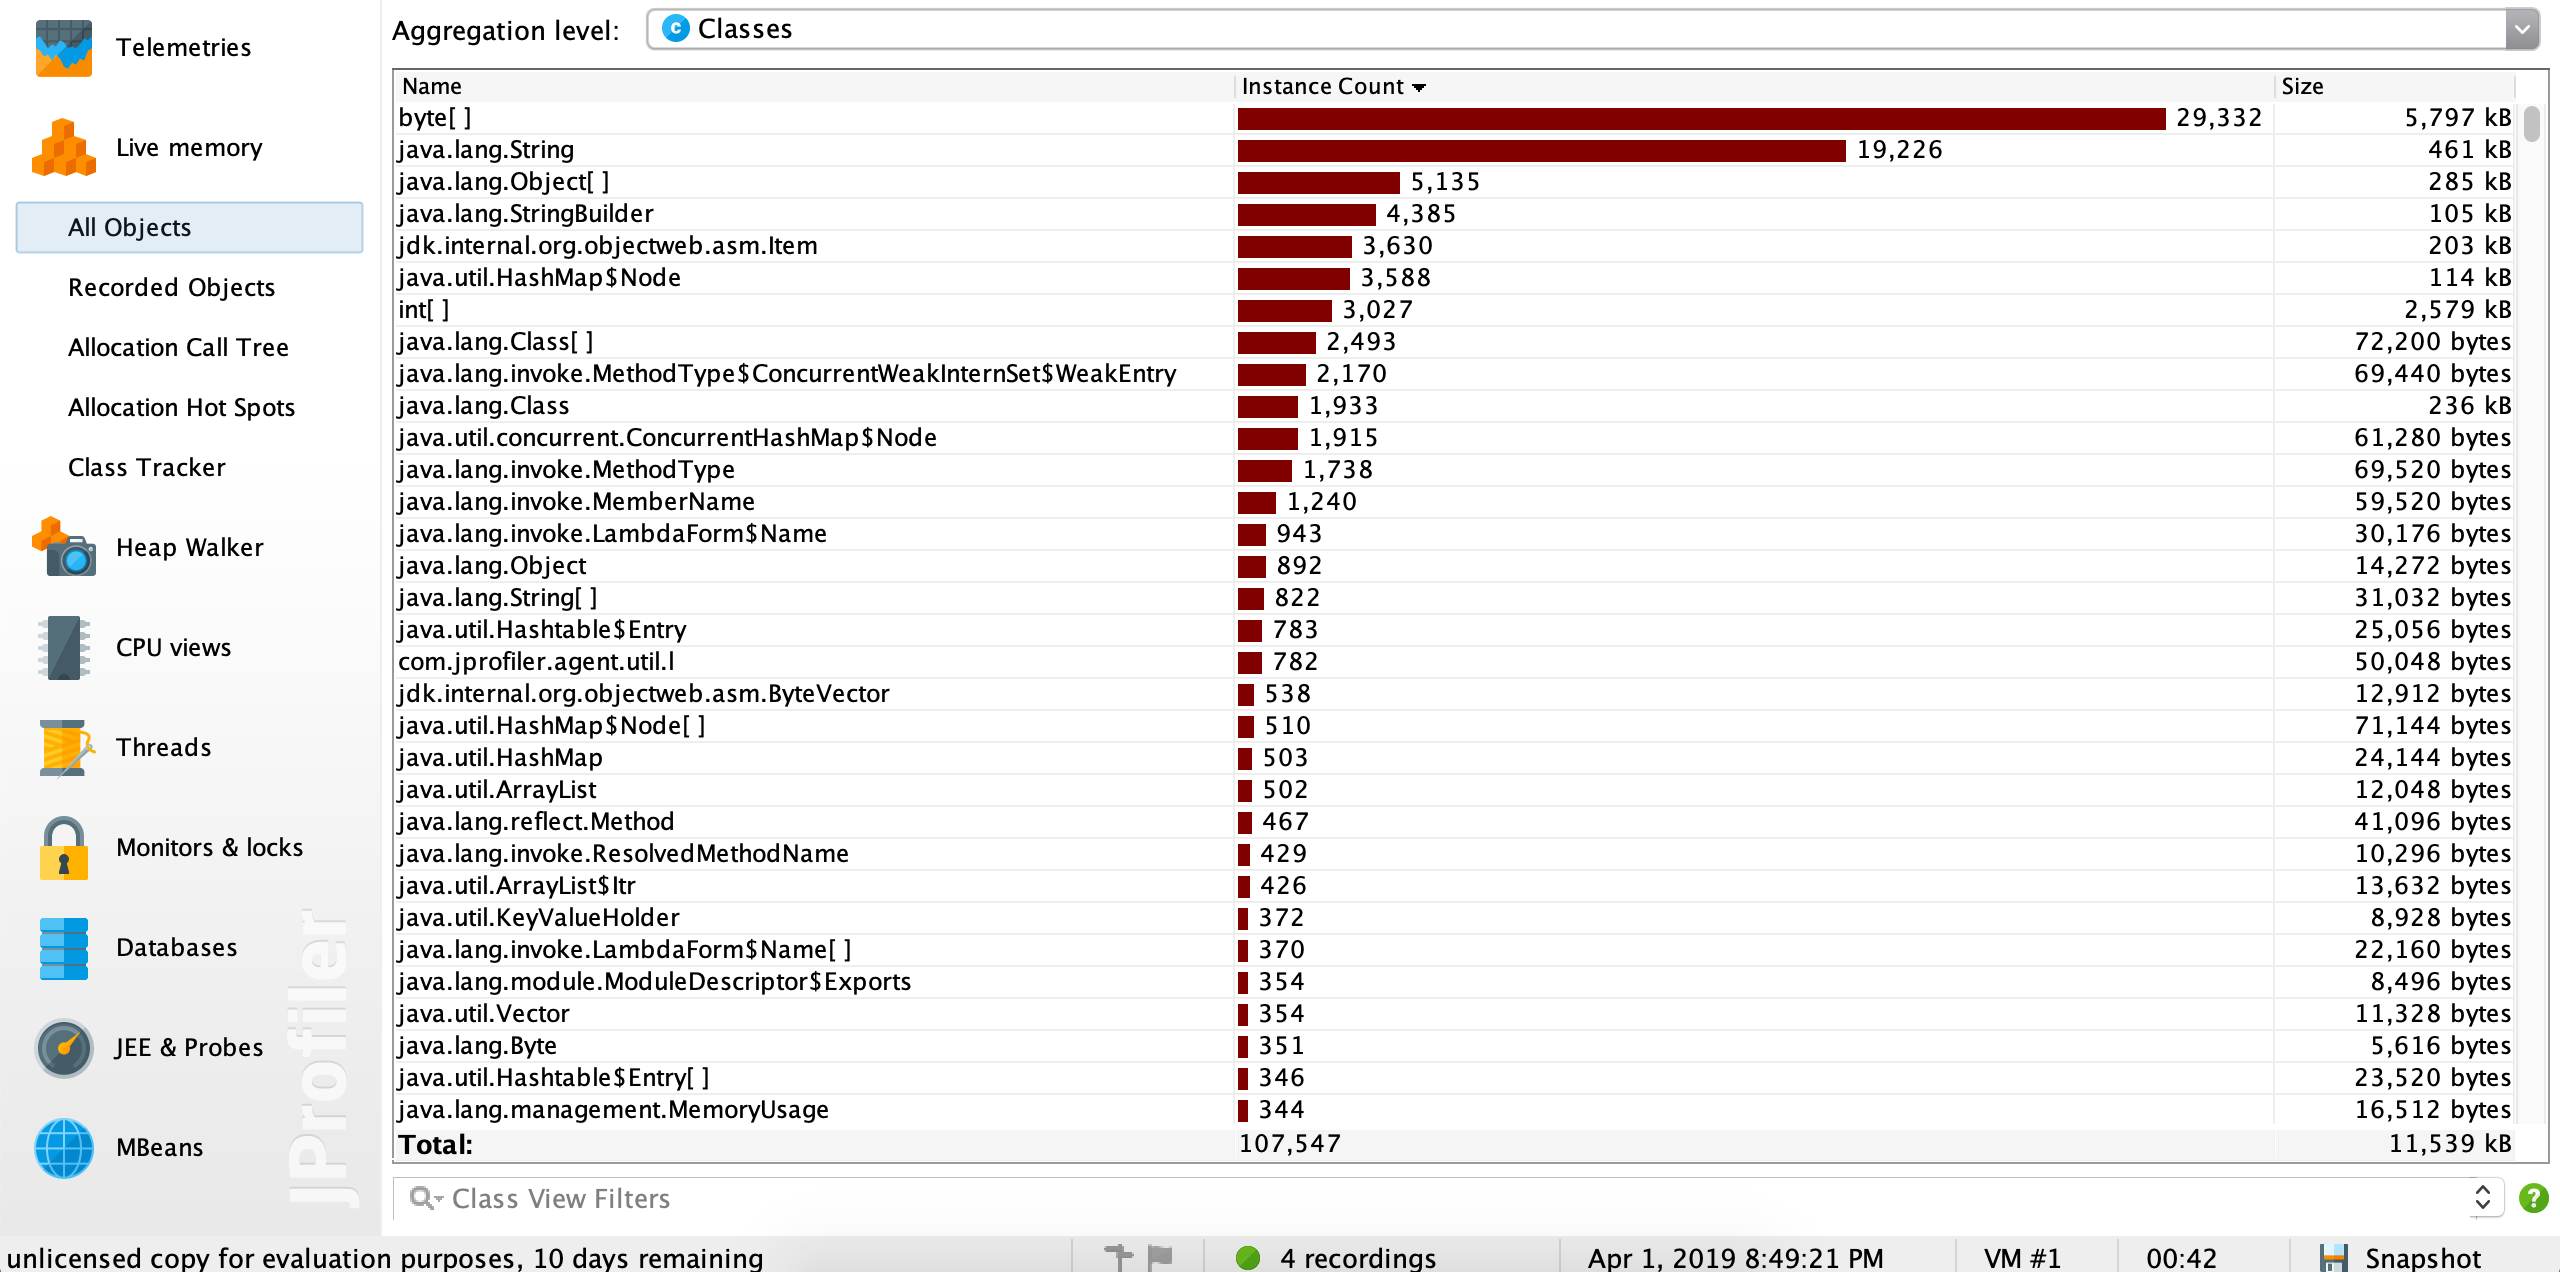 Telemetries
Live memory
All Objects
Recorded Objects
Allocation Call Tree
Allocation Hot Spots
Class Tracker
Heap Walker
CPU views
Threads
Monitors & locks
Databases
JEE & Probes
MBeans
JProfiler
Aggregation level: c Classes
Name Instance Count Size
byte[ ] 29,332 5,797 kB
java.lang.String 19,226 461 kB
java.lang.Object[ ] 5,135 285 kB
java.lang.StringBuilder 4,385 105 kB
jdk.internal.org.objectweb.asm.Item 3,630 203 kB
java.util.HashMap$Node 3,588 114 kB
int[ ] 3,027 2,579 kB
java.lang.Class[ ] 2,493 72,200 bytes
java.lang.invoke.MethodType$ConcurrentWeakInternSet$WeakEntry 2,170 69,440 bytes
java.lang.Class 1,933 236 kB
java.util.concurrent.ConcurrentHashMap$Node 1,915 61,280 bytes
java.lang.invoke.MethodType 1,738 69,520 bytes
java.lang.invoke.MemberName 1,240 59,520 bytes
java.lang.invoke.LambdaForm$Name 943 30,176 bytes
java.lang.Object 892 14,272 bytes
java.lang.String[ ] 822 31,032 bytes
java.util.Hashtable$Entry 783 25,056 bytes
com.jprofiler.agent.util.l 782 50,048 bytes
jdk.internal.org.objectweb.asm.ByteVector 538 12,912 bytes
java.util.HashMap$Node[ ] 510 71,144 bytes
java.util.HashMap 503 24,144 bytes
java.util.ArrayList 502 12,048 bytes
java.lang.reflect.Method 467 41,096 bytes
java.lang.invoke.ResolvedMethodName 429 10,296 bytes
java.util.ArrayList$Itr 426 13,632 bytes
java.util.KeyValueHolder 372 8,928 bytes
java.lang.invoke.LambdaForm$Name[ ] 370 22,160 bytes
java.lang.module.ModuleDescriptor$Exports 354 8,496 bytes
java.util.Vector 354 11,328 bytes
java.lang.Byte 351 5,616 bytes
java.util.Hashtable$Entry[ ] 346 23,520 bytes
java.lang.management.MemoryUsage 344 16,512 bytes
Total: 107,547 11,539 kB
Class View Filters ?
unlicensed copy for evaluation purposes, 10 days remaining 4 recordings Apr 1, 2019 8:49:21 PM VM #1 00:42 Snapshot